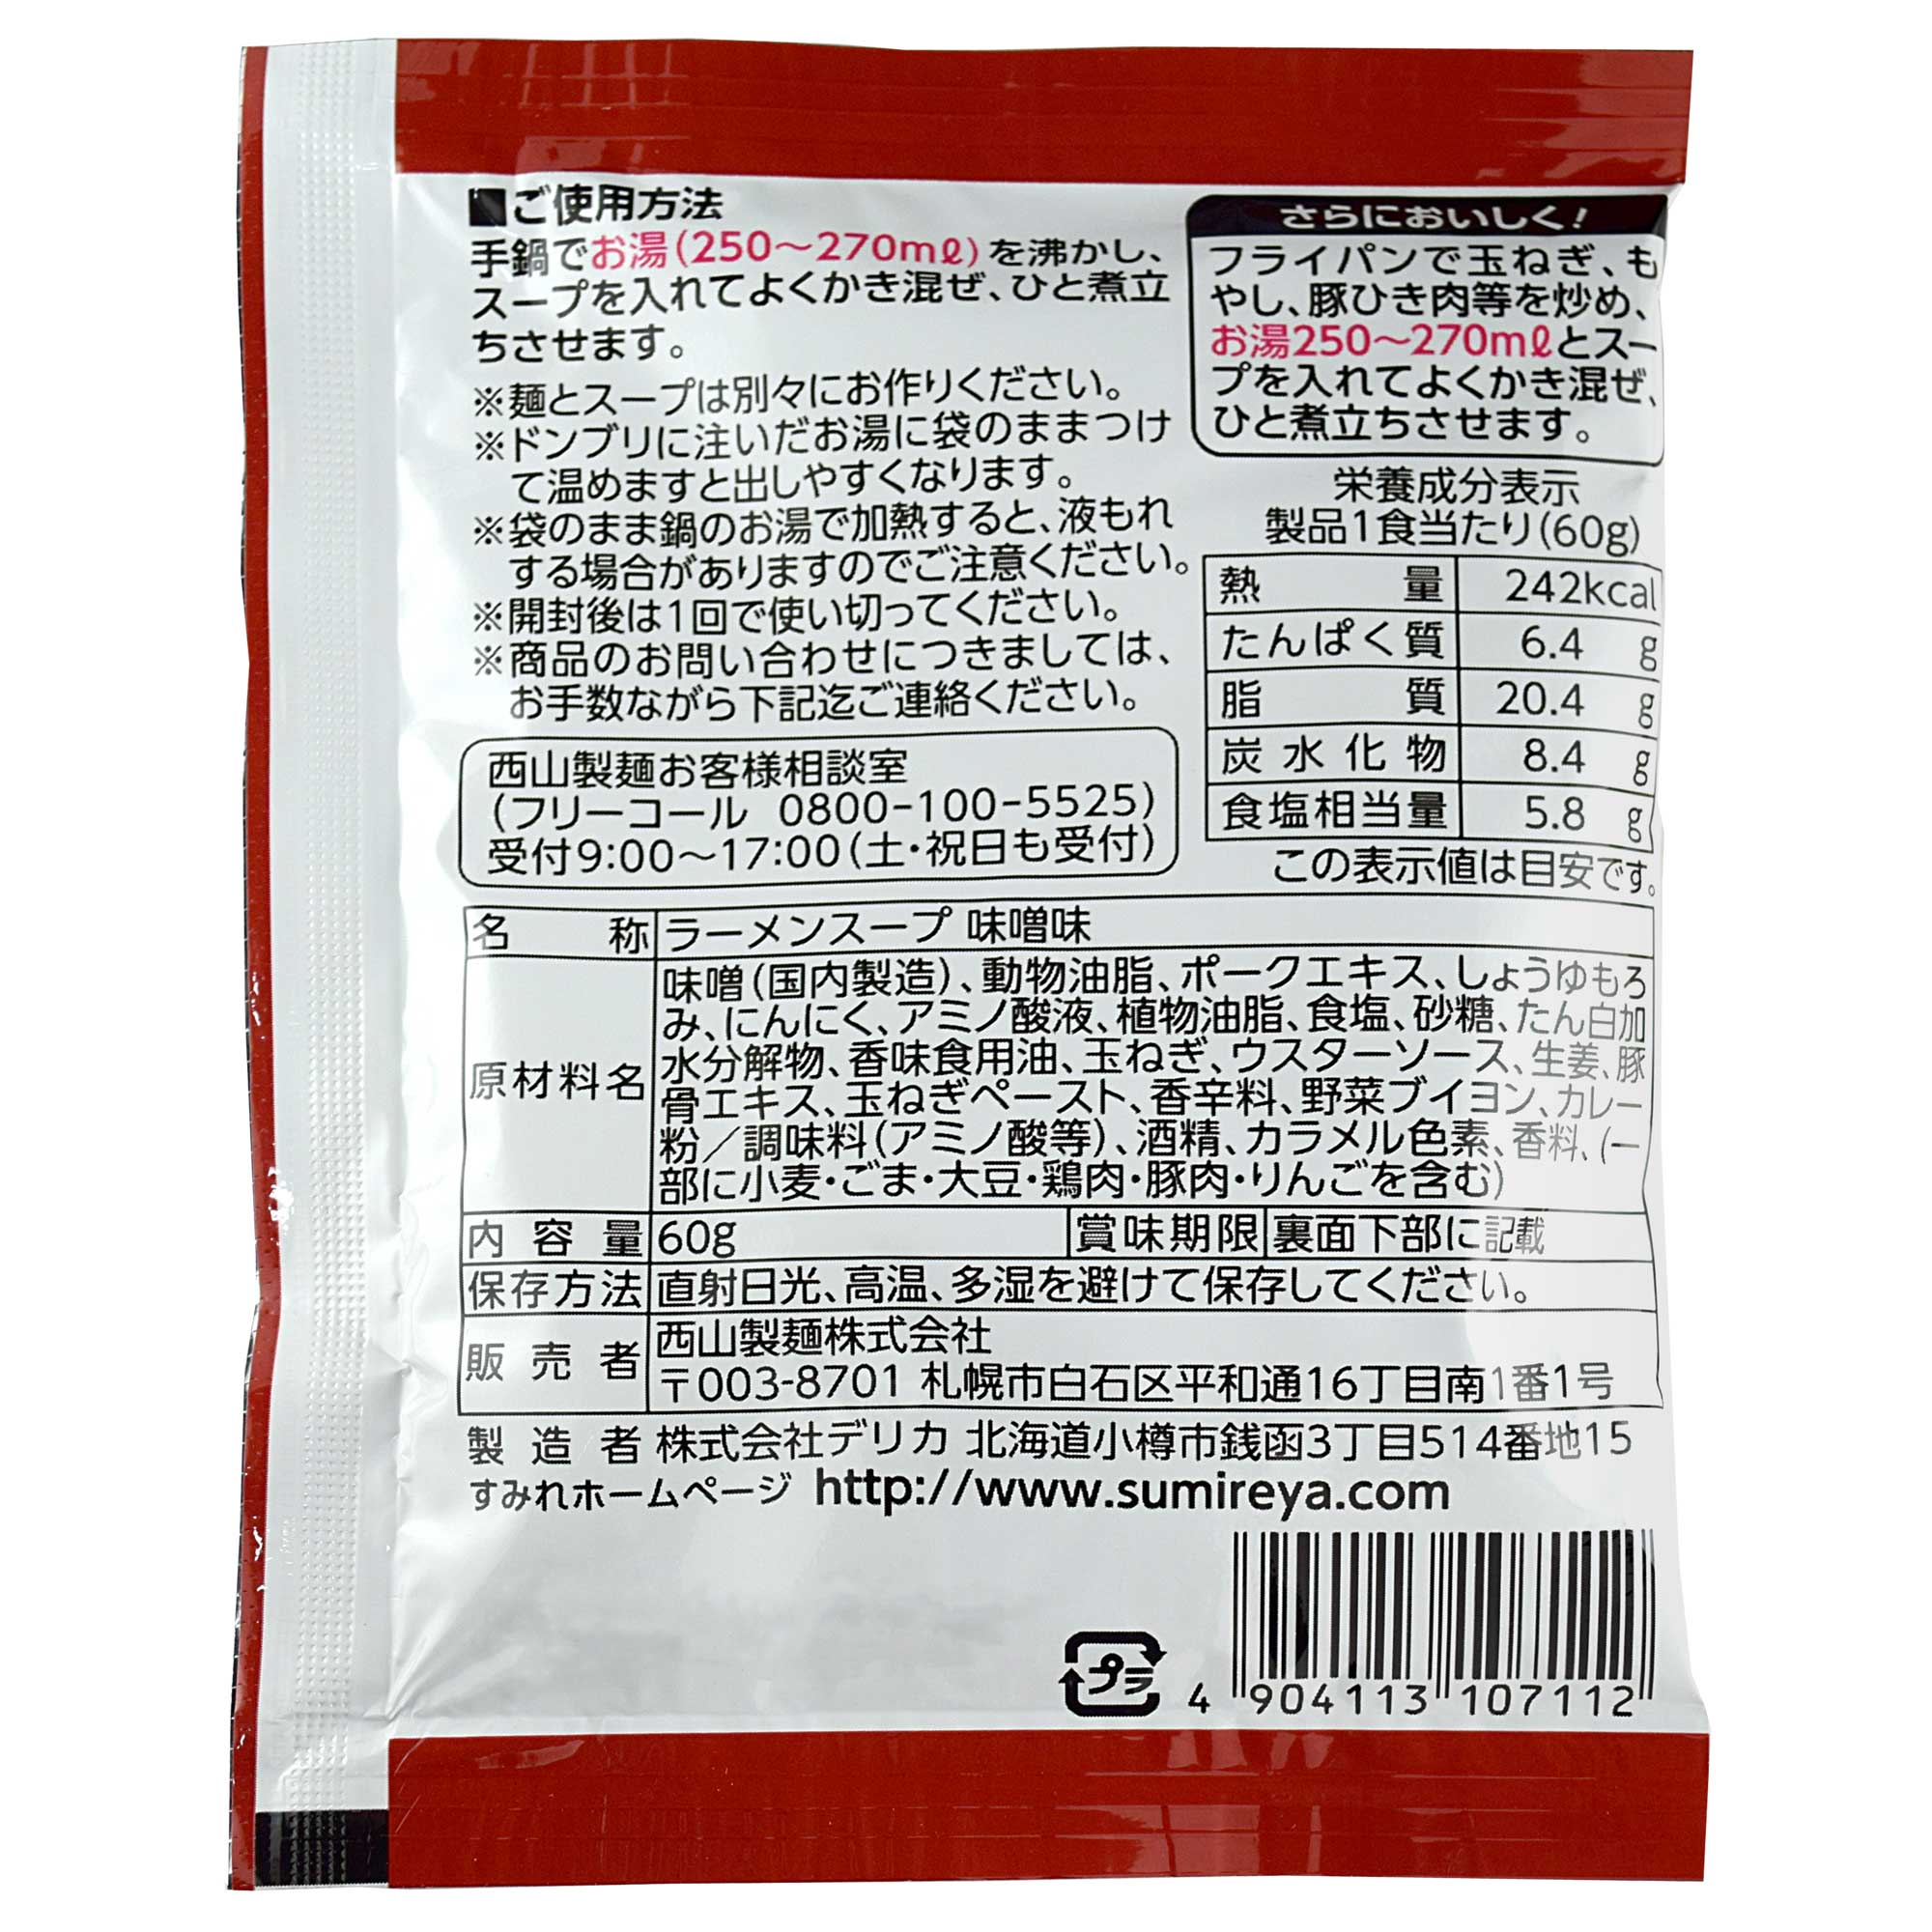 ■ご使用方法
手鍋でお湯(250〜270mℓ)を沸かし、
スープを入れてよくかき混ぜ、ひと煮立
ちさせます。
※麺とスープは別々にお作りください。
※ドンブリに注いだお湯に袋のままつけ
て温めますと出しやすくなります。
※袋のまま鍋のお湯で加熱すると、液もれ
する場合がありますのでご注意ください。
※開封後は1回で使い切ってください。
※商品のお問い合わせにつきましては、
お手数ながら下記迄ご連絡ください。
西山製麺お客様相談室
(フリーコール 0800-100-5525)
受付9:00〜17:00(土・祝日も受付)
さらにおいしく!
フライパンで玉ねぎ、も
やし、豚ひき肉等を炒め、
お湯250〜270mℓとスー
プを入れてよくかき混ぜ、
ひと煮立ちさせます。
栄養成分表示
製品1食当たり(60g)
熱量 242kcal
たんぱく質 6.4 g
脂質 20.4 g
炭水化物 8.4 g
食塩相当量 5.8 g
この表示値は目安です。
名称 ラーメンスープ 味噌味
原材料名
味噌(国内製造)、動物油脂、ポークエキス、しょうゆもろ
み、にんにく、アミノ酸液、植物油脂、食塩、砂糖、たん白加
水分解物、香味食用油、玉ねぎ、ウスターソース、生姜、豚
骨エキス、玉ねぎペースト、香辛料、野菜ブイヨン、カレー
粉／調味料(アミノ酸等)、酒精、カラメル色素、香料、(一
部に小麦・ごま・大豆・鶏肉・豚肉・りんごを含む)
内容量 60g 賞味期限 裏面下部に記載
保存方法 直射日光、高温、多湿を避けて保存してください。
販売者
西山製麺株式会社
〒003-8701 札幌市白石区平和通16丁目南1番1号
製造者 株式会社デリカ 北海道小樽市銭函3丁目514番地15
すみれホームページ http://www.sumireya.com
プラ
4 904113 107112